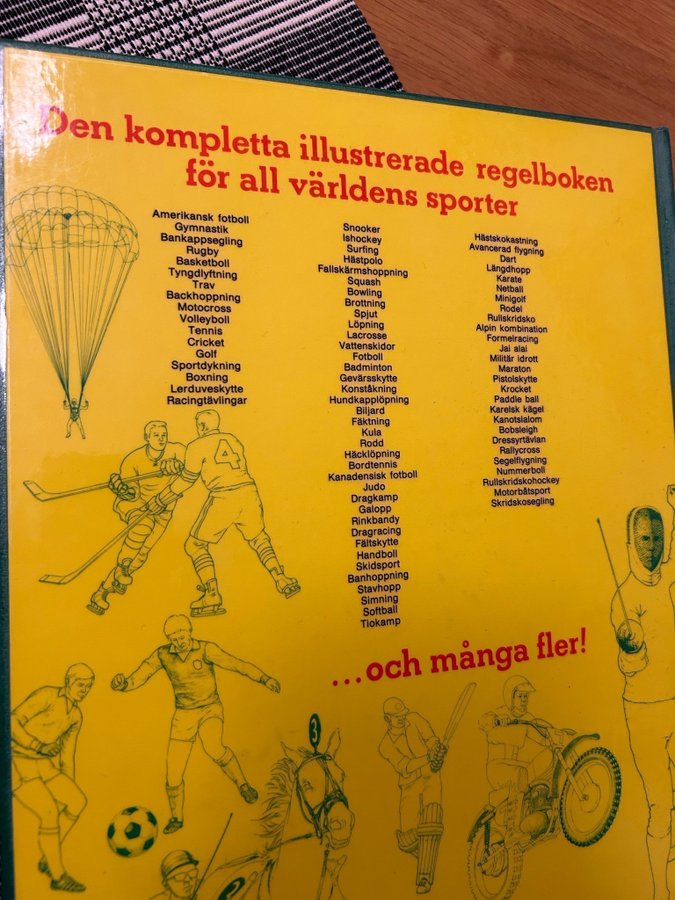 Den kompletta illustrerade regelboken
för all världens sporter
Amerikansk fotboll
Gymnastik
Bankappsegling
Rugby
Basketboll
Tyngdlyftning
Trav
Backhoppning
Motocross
Volleyboll
Tennis
Cricket
Golf
Sportdykning
Boxning
Lerduveskytte
Racingtävlingar
Snooker
Ishockey
Surfing
Hästpolo
Fallskärmshoppning
Squash
Bowling
Brottning
Spjut
Löpning
Lacrosse
Vattenskidor
Fotboll
Badminton
Gevärsskytte
Konståkning
Hundkapplöpning
Biljard
Fäktning
Kula
Rodd
Häcklöpning
Bordtennis
Kanadensisk fotboll
Judo
Dragkamp
Galopp
Rinkbandy
Dragracing
Fältskytte
Handboll
Skidsport
Banhoppning
Stavhopp
Simning
Softball
Tiokamp
Hästskokastning
Avancerad flygning
Dart
Längdhopp
Karate
Netball
Minigolf
Rodel
Rullskridsko
Alpin kombination
Formelracing
Jai alai
Militär idrott
Maraton
Pistolskytte
Krocket
Paddle ball
Karelsk kägel
Kanotslalom
Bobsleigh
Dressyrtävlan
Rallycross
Segelflygning
Nummerboll
Rullskridskohockey
Motorbåtsport
Skridskosegling
...och många fler!
4
3
2